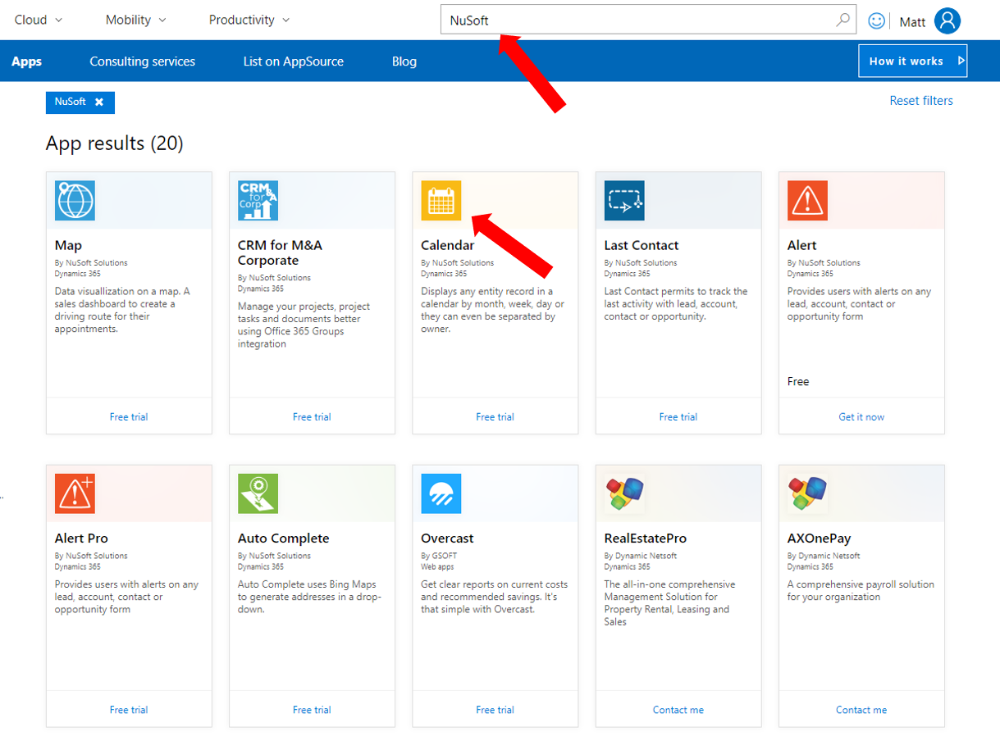 Cloud Mobility Productivity NuSoft Matt
Apps Consulting services List on AppSource Blog How it works
NuSoft Reset filters
App results (20)
Map
By NuSoft Solutions
Dynamics 365
Data visuallization on a map. A
sales dashboard to create a
driving route for their
appointments.
Free trial
CRM M&A
for
Corp
CRM for M&A
Corporate
By NuSoft Solutions
Dynamics 365
Manage your projects, project
tasks and documents better
using Office 365 Groups
integration
Free trial
Calendar
By NuSoft Solutions
Dynamics 365
Displays any entity record in a
calendar by month, week, day or
they can even be separated by
owner.
Free trial
Last Contact
By NuSoft Solutions
Dynamics 365
Last Contact permits to track the
last activity with lead, account,
contact or opportunity.
Free trial
Alert
By NuSoft Solutions
Dynamics 365
Provides users with alerts on any
lead, account, contact or
opportunity form
Free
Get it now
Alert Pro
By NuSoft Solutions
Dynamics 365
Provides users with alerts on any
lead, account, contact or
opportunity form
Free trial
Auto Complete
By NuSoft Solutions
Dynamics 365
Auto Complete uses Bing Maps
to generate addresses in a drop-
down.
Free trial
Overcast
By GSOFT
Web apps
Get clear reports on current costs
and recommended savings. It's
that simple with Overcast.
Free trial
RealEstatePro
By Dynamic Netsoft
Dynamics 365
The all-in-one comprehensive
Management Solution for
Property Rental, Leasing and
Sales
Contact me
AXOnePay
By Dynamic Netsoft
Dynamics 365
A comprehensive payroll solution
for your organization
Contact me